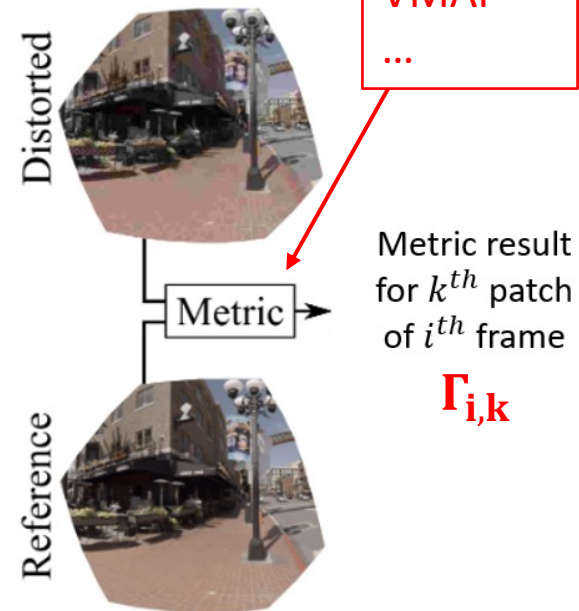 ...
Distorted
Metric
Metric result
for kᵗʰ patch
of iᵗʰ frame
Γi,k
Reference